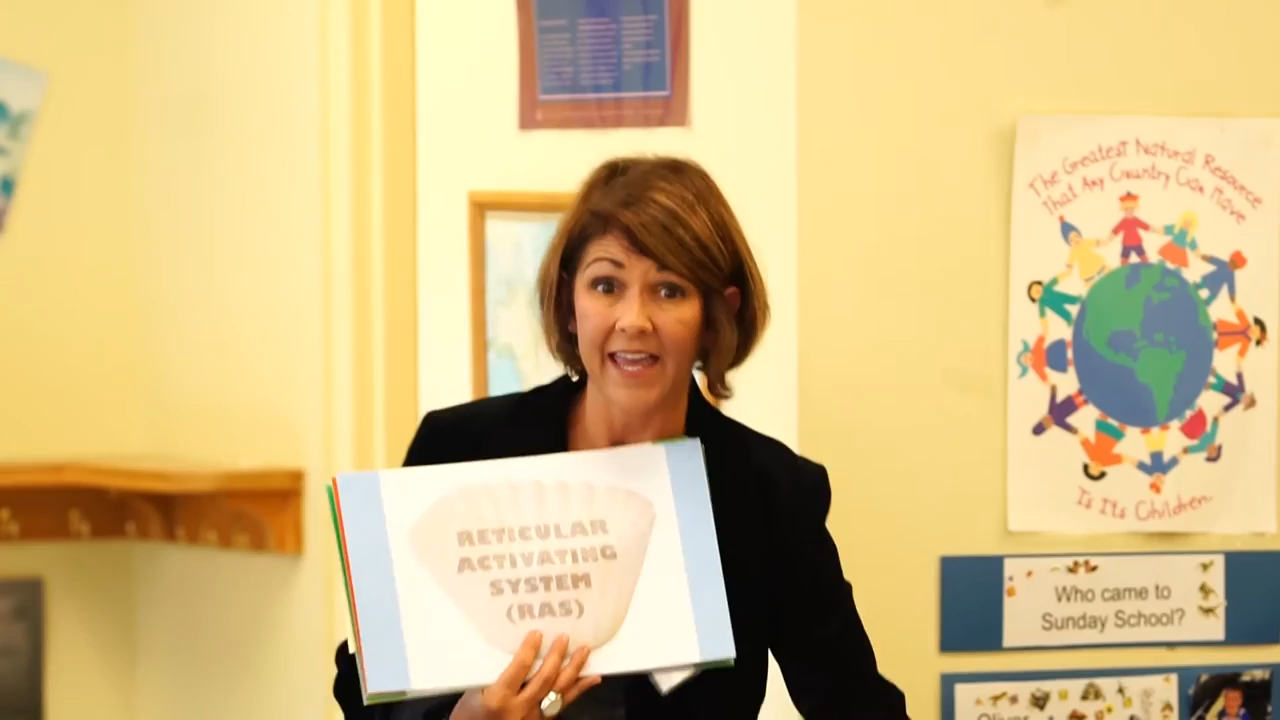 RETICULAR
ACTIVATING
SYSTEM
(RAS)
The Greatest Natural Resource
That Any Country Can Have
Is Its Children.
Who came to
Sunday School?
Oliver